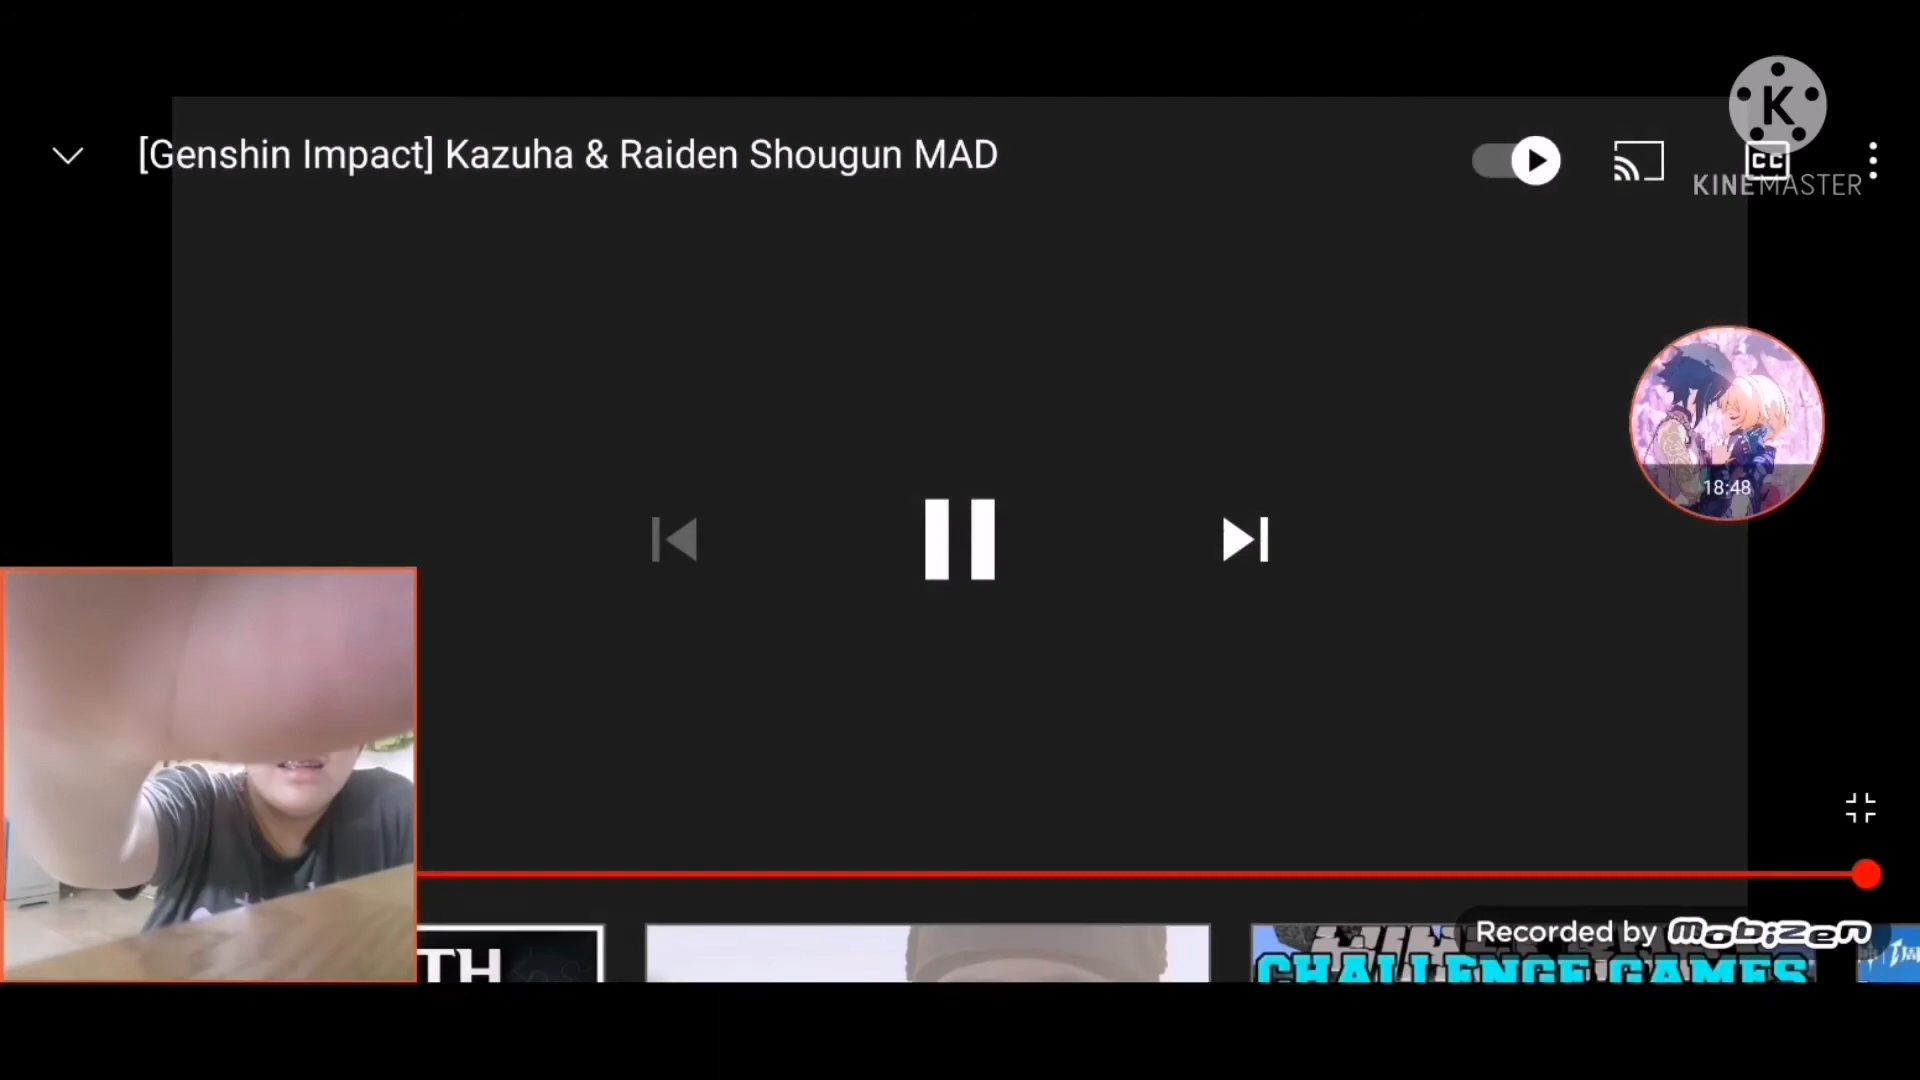 [Genshin Impact] Kazuha & Raiden Shougun MAD
K
CC
KINEMASTER
18:48
Recorded by mobizen
TH
CHALLENGE GAMES